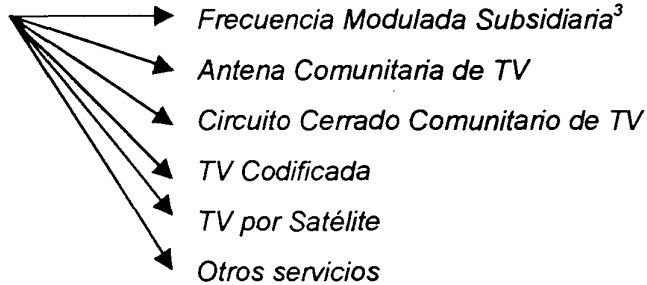 Frecuencia Modulada Subsidiaria³
Antena Comunitaria de TV
Circuito Cerrado Comunitario de TV
TV Codificada
TV por Satélite
Otros servicios